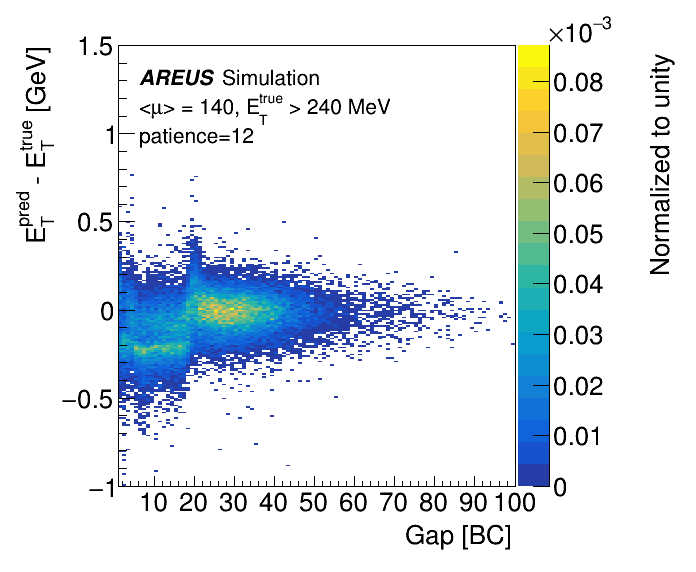 ×10⁻³
AREUS Simulation
<μ> = 140, E_T^true > 240 MeV
patience=12
E_T^pred - E_T^true [GeV]
1.5
1
0.5
0
−0.5
−1
10 20 30 40 50 60 70 80 90 100
Gap [BC]
0.08
0.07
0.06
0.05
0.04
0.03
0.02
0.01
0
Normalized to unity